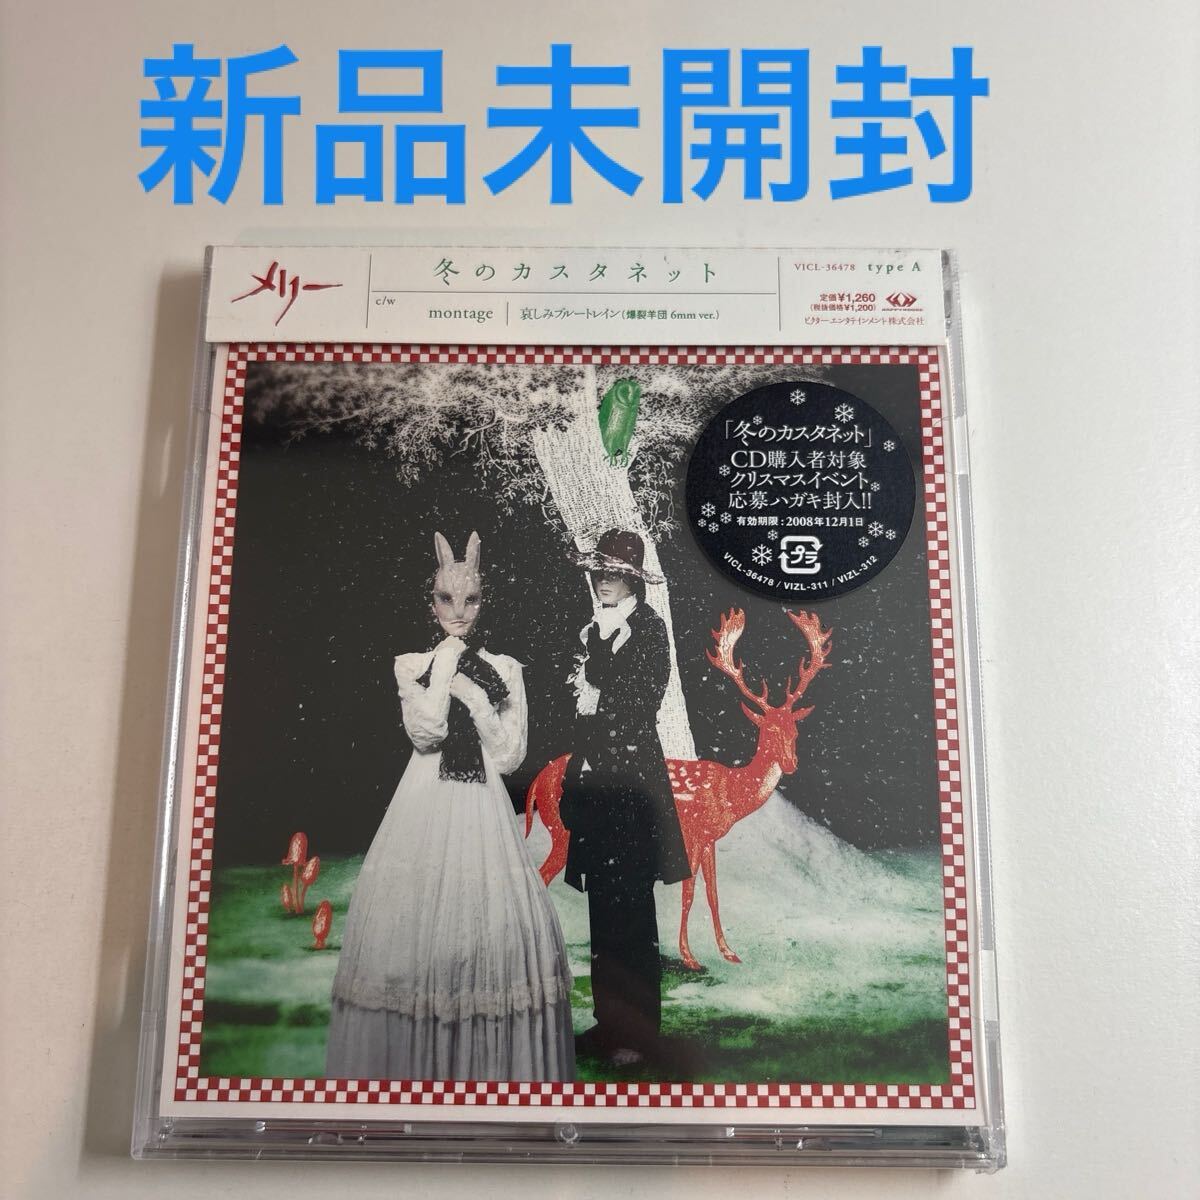 新品未開封
メリー
冬のカスタネット
c/w
montage
哀しみブルートレイン(爆裂羊団 6mm ver.)
VICL-36478 type A
定価¥1,260
(税抜価格¥1,200)
ビクターエンタテインメント株式会社
「冬のカスタネット」
CD購入者対象
クリスマスイベント
応募ハガキ封入!!
有効期限:2008年12月1日
プラ
VICL-36478 / VIZL-311 / VIZL-312